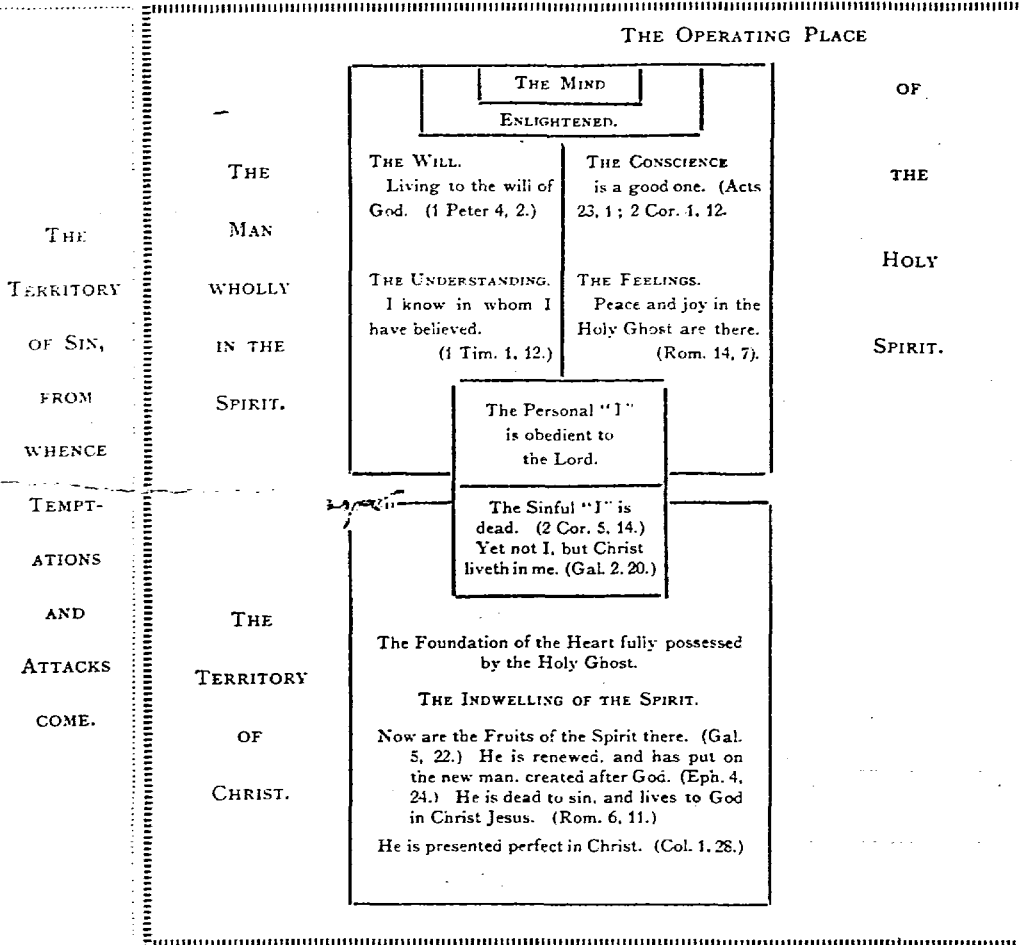 THE OPERATING PLACE
OF
THE
HOLY
SPIRIT.
THE
TERRITORY
OF SIN,
FROM
WHENCE
TEMPT-
ATIONS
AND
ATTACKS
COME.
THE
MAN
WHOLLY
IN THE
SPIRIT.
THE MIND
ENLIGHTENED.
THE WILL.
Living to the will of
God. (1 Peter 4, 2.)
THE CONSCIENCE
is a good one. (Acts
23, 1 ; 2 Cor. 1, 12.
THE UNDERSTANDING.
I know in whom I
have believed.
(1 Tim. 1, 12.)
THE FEELINGS.
Peace and joy in the
Holy Ghost are there.
(Rom. 14, 7).
The Personal "I"
is obedient to
the Lord.
The Sinful "I" is
dead. (2 Cor. 5, 14.)
Yet not I, but Christ
liveth in me. (Gal. 2. 20.)
THE
TERRITORY
OF
CHRIST.
The Foundation of the Heart fully possessed
by the Holy Ghost.
THE INDWELLING OF THE SPIRIT.
Now are the Fruits of the Spirit there. (Gal.
5, 22.) He is renewed, and has put on
the new man, created after God. (Eph. 4,
24.) He is dead to sin, and lives to God
in Christ Jesus. (Rom. 6, 11.)
He is presented perfect in Christ. (Col. 1, 28.)